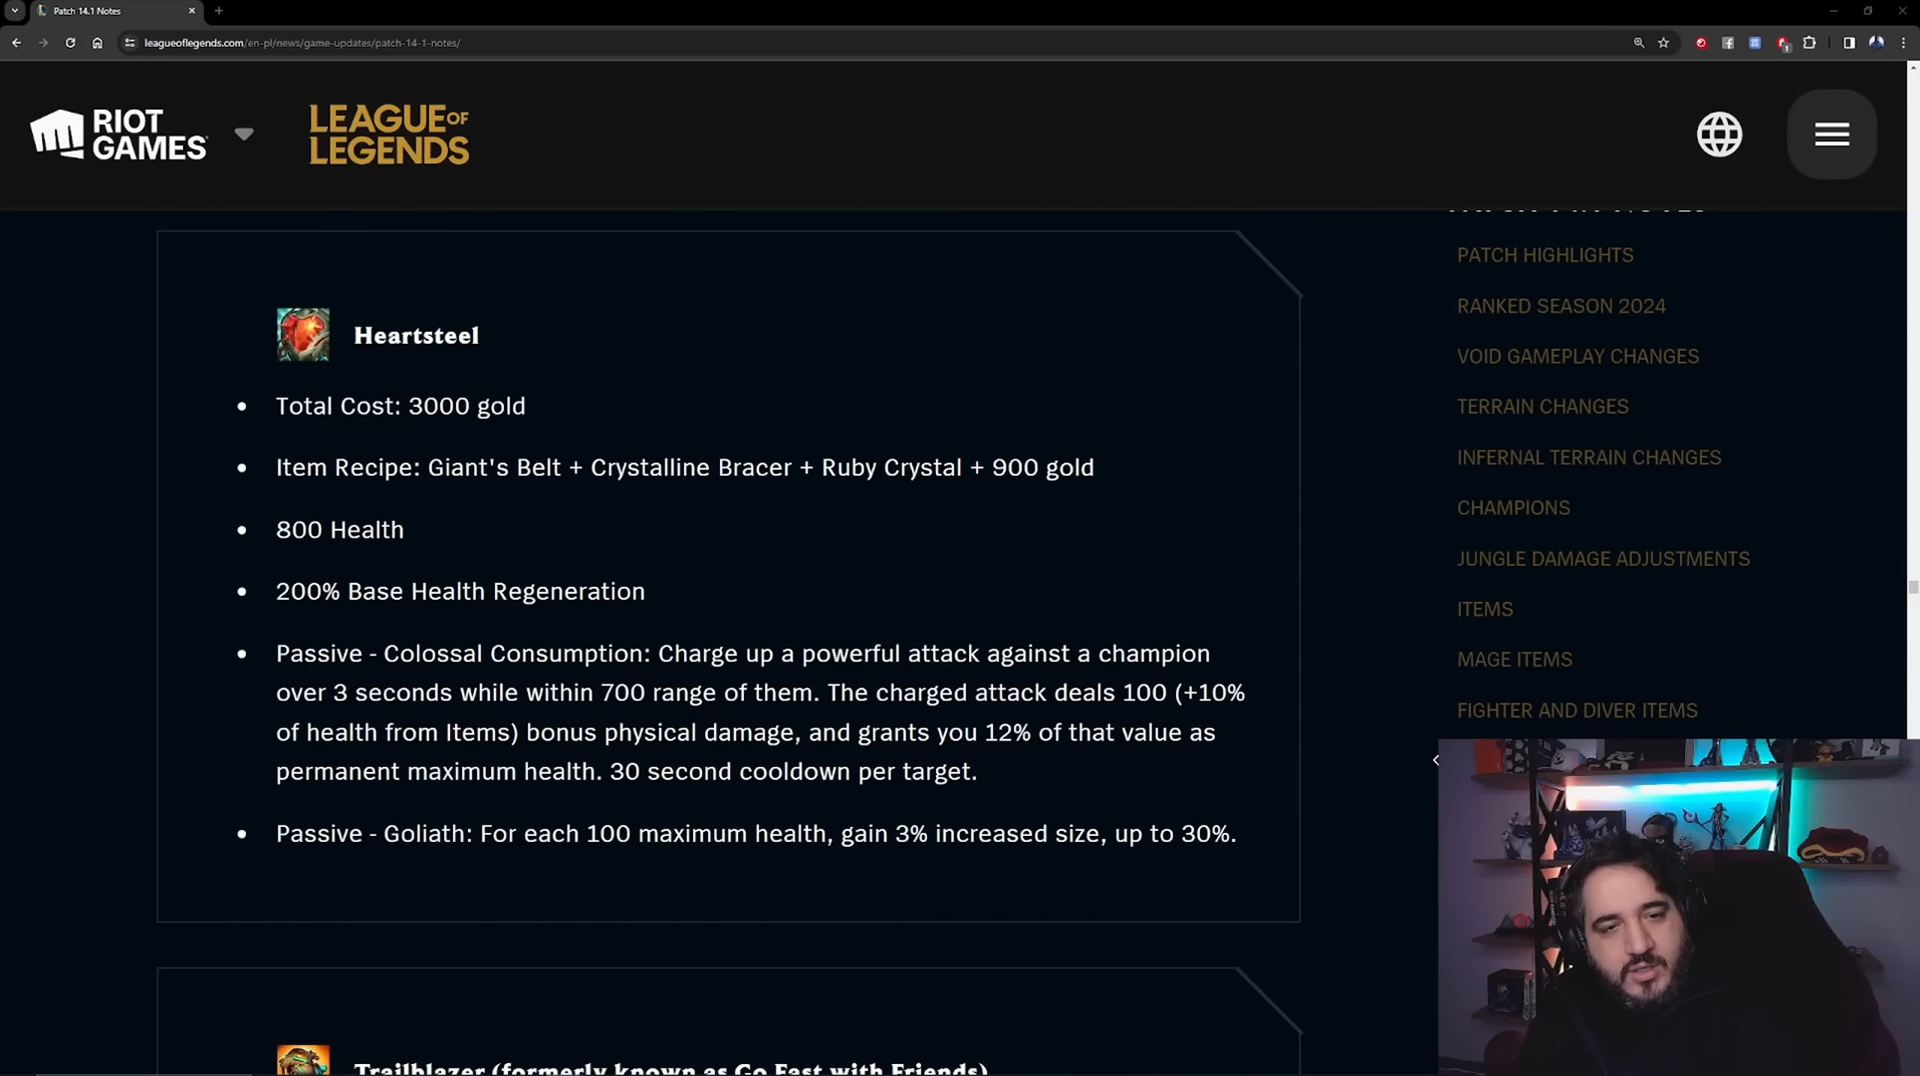 Patch 14.1 Notes
leagueoflegends.com/en-pl/news/game-updates/patch-14-1-notes/
RIOT GAMES
LEAGUE OF LEGENDS
PATCH HIGHLIGHTS
RANKED SEASON 2024
VOID GAMEPLAY CHANGES
TERRAIN CHANGES
INFERNAL TERRAIN CHANGES
CHAMPIONS
JUNGLE DAMAGE ADJUSTMENTS
ITEMS
MAGE ITEMS
FIGHTER AND DIVER ITEMS
Heartsteel
• Total Cost: 3000 gold
• Item Recipe: Giant's Belt + Crystalline Bracer + Ruby Crystal + 900 gold
• 800 Health
• 200% Base Health Regeneration
• Passive - Colossal Consumption: Charge up a powerful attack against a champion
over 3 seconds while within 700 range of them. The charged attack deals 100 (+10%
of health from Items) bonus physical damage, and grants you 12% of that value as
permanent maximum health. 30 second cooldown per target.
• Passive - Goliath: For each 100 maximum health, gain 3% increased size, up to 30%.
Trailblazer (formerly known as Go Fast with Friends)